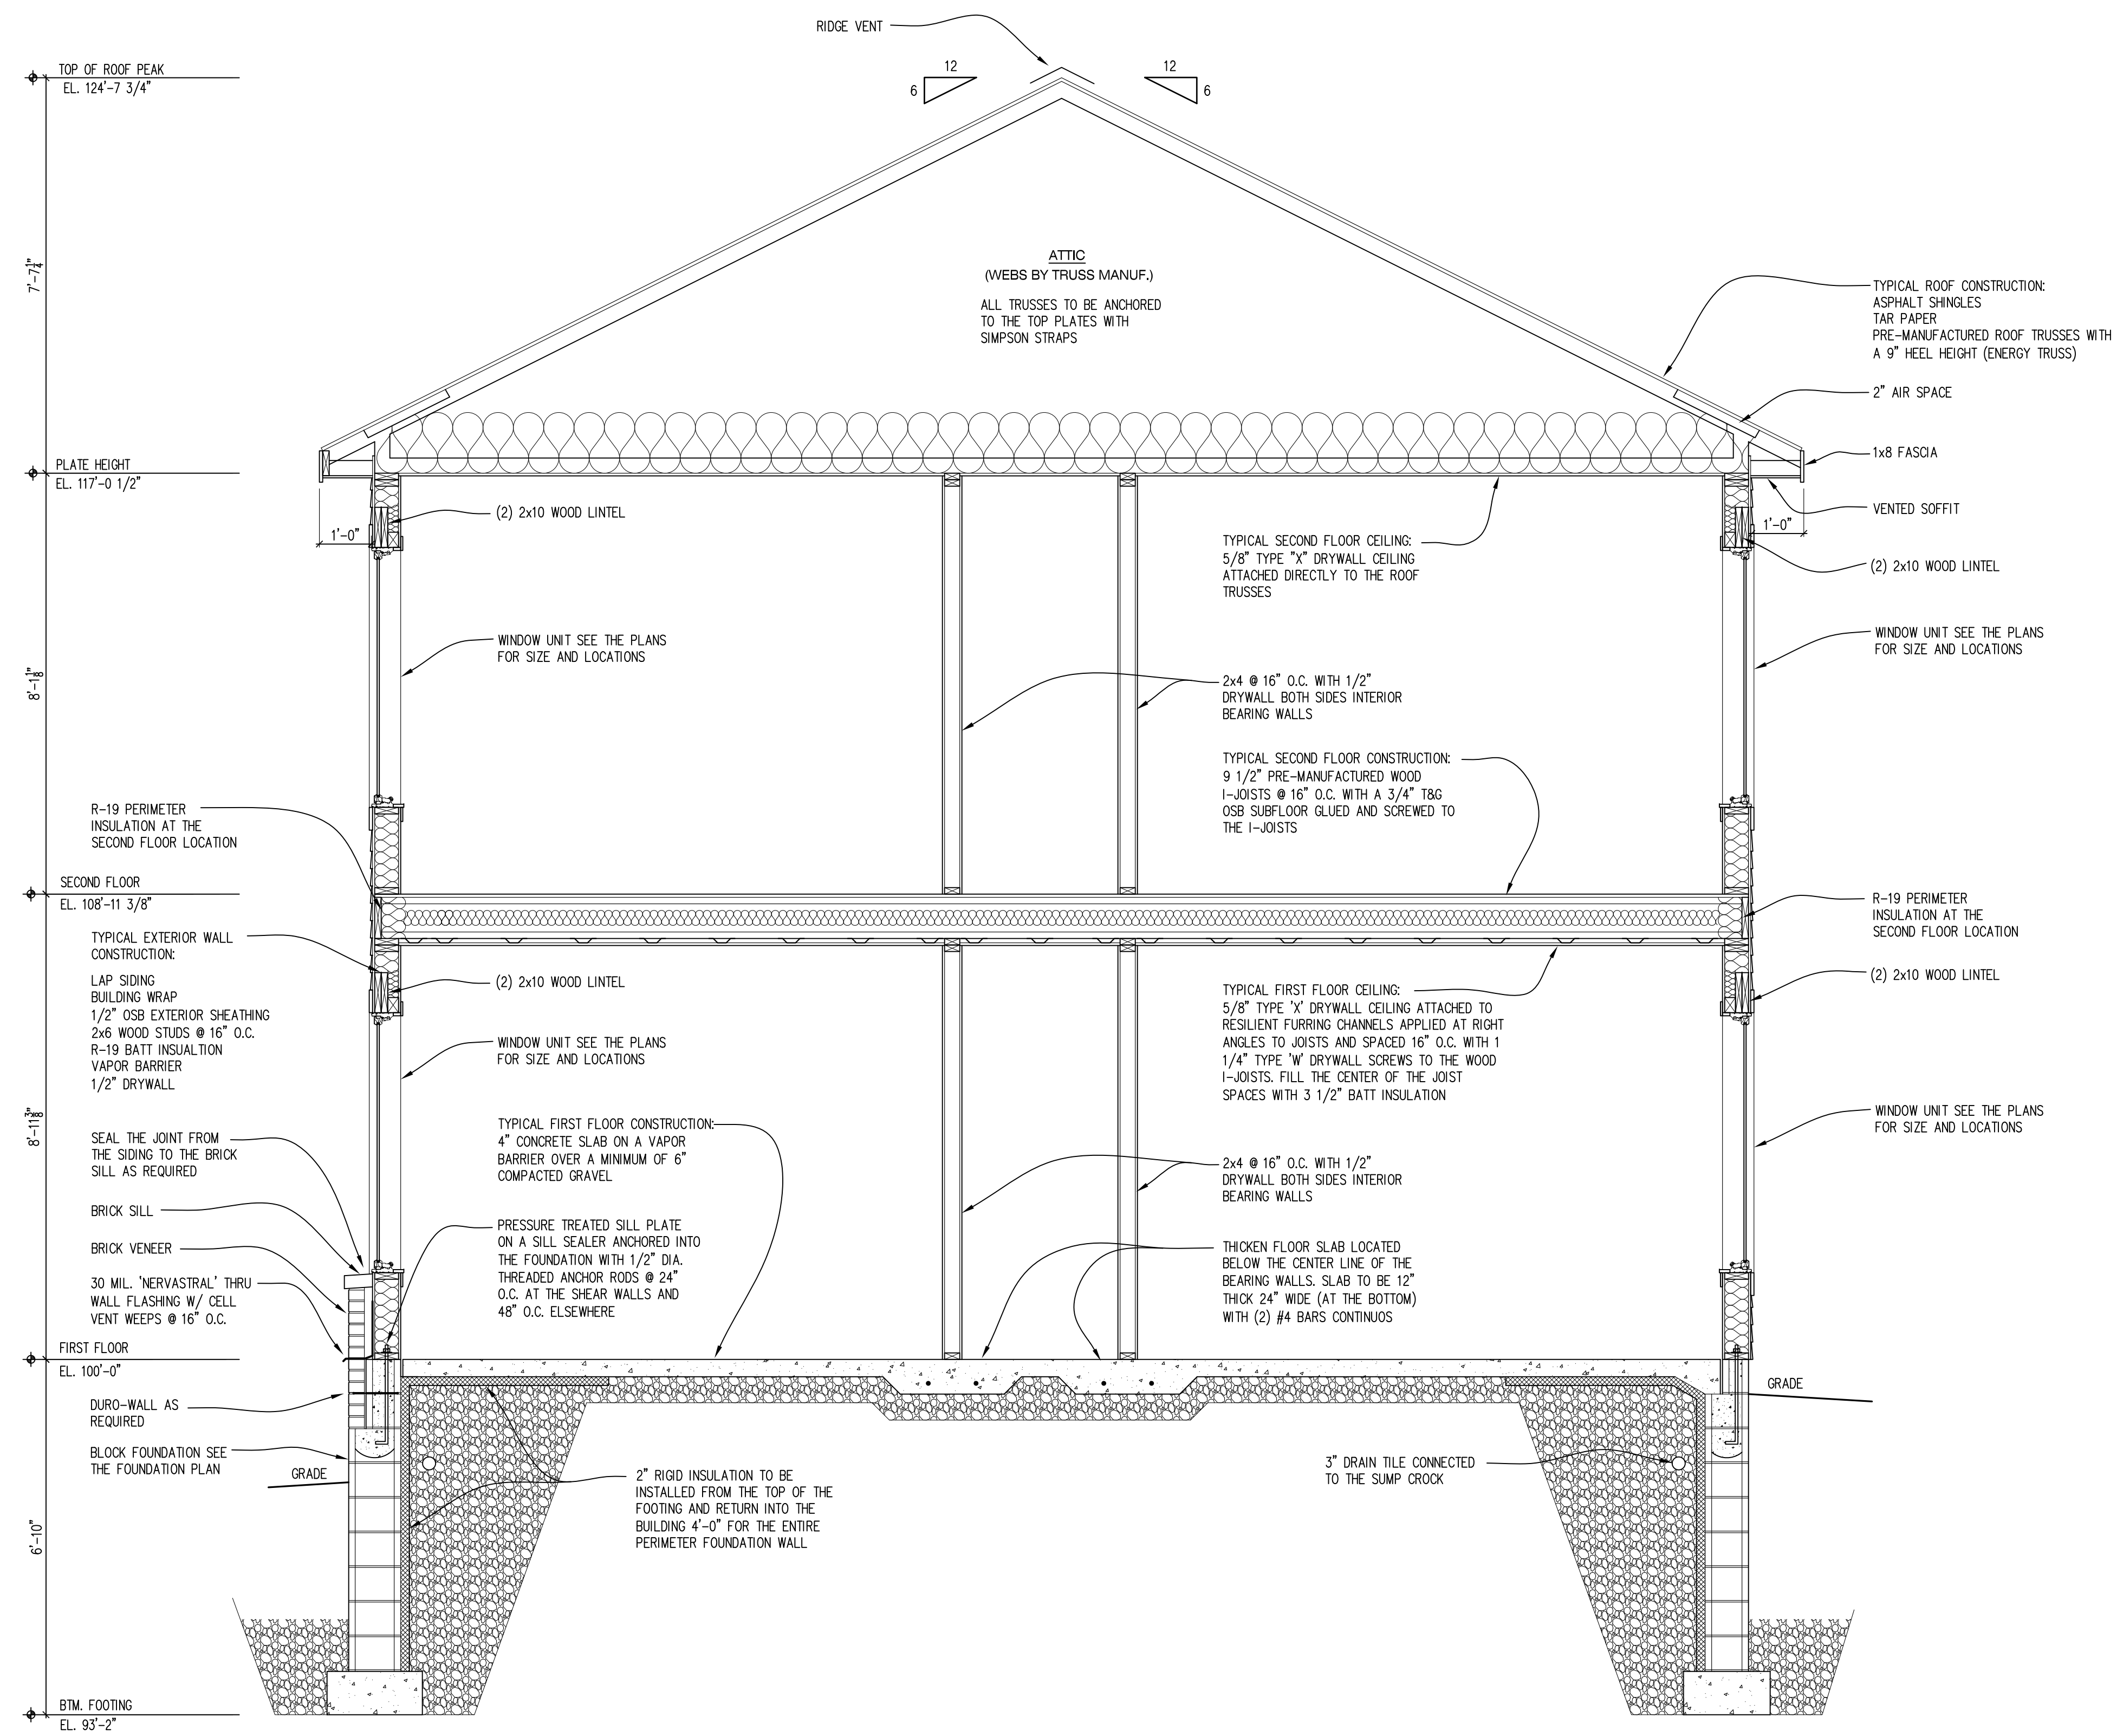 RIDGE VENT
12
6
12
6
TOP OF ROOF PEAK
EL. 124'-7 3/4"
7'-7 1/4"
ATTIC
(WEBS BY TRUSS MANUF.)
ALL TRUSSES TO BE ANCHORED
TO THE TOP PLATES WITH
SIMPSON STRAPS
TYPICAL ROOF CONSTRUCTION:
ASPHALT SHINGLES
TAR PAPER
PRE-MANUFACTURED ROOF TRUSSES WITH
A 9" HEEL HEIGHT (ENERGY TRUSS)
2" AIR SPACE
1x8 FASCIA
VENTED SOFFIT
1'-0"
(2) 2x10 WOOD LINTEL
PLATE HEIGHT
EL. 117'-0 1/2"
1'-0"
(2) 2x10 WOOD LINTEL
TYPICAL SECOND FLOOR CEILING:
5/8" TYPE "X" DRYWALL CEILING
ATTACHED DIRECTLY TO THE ROOF
TRUSSES
WINDOW UNIT SEE THE PLANS
FOR SIZE AND LOCATIONS
WINDOW UNIT SEE THE PLANS
FOR SIZE AND LOCATIONS
8'-1 1/8"
2x4 @ 16" O.C. WITH 1/2"
DRYWALL BOTH SIDES INTERIOR
BEARING WALLS
TYPICAL SECOND FLOOR CONSTRUCTION:
9 1/2" PRE-MANUFACTURED WOOD
I-JOISTS @ 16" O.C. WITH A 3/4" T&G
OSB SUBFLOOR GLUED AND SCREWED TO
THE I-JOISTS
R-19 PERIMETER
INSULATION AT THE
SECOND FLOOR LOCATION
SECOND FLOOR
EL. 108'-11 3/8"
R-19 PERIMETER
INSULATION AT THE
SECOND FLOOR LOCATION
TYPICAL EXTERIOR WALL
CONSTRUCTION:
LAP SIDING
BUILDING WRAP
1/2" OSB EXTERIOR SHEATHING
2x6 WOOD STUDS @ 16" O.C.
R-19 BATT INSUALTION
VAPOR BARRIER
1/2" DRYWALL
(2) 2x10 WOOD LINTEL
(2) 2x10 WOOD LINTEL
TYPICAL FIRST FLOOR CEILING:
5/8" TYPE 'X' DRYWALL CEILING ATTACHED TO
RESILIENT FURRING CHANNELS APPLIED AT RIGHT
ANGLES TO JOISTS AND SPACED 16" O.C. WITH 1
1/4" TYPE 'W' DRYWALL SCREWS TO THE WOOD
I-JOISTS. FILL THE CENTER OF THE JOIST
SPACES WITH 3 1/2" BATT INSULATION
WINDOW UNIT SEE THE PLANS
FOR SIZE AND LOCATIONS
WINDOW UNIT SEE THE PLANS
FOR SIZE AND LOCATIONS
8'-11 3/8"
TYPICAL FIRST FLOOR CONSTRUCTION:
4" CONCRETE SLAB ON A VAPOR
BARRIER OVER A MINIMUM OF 6"
COMPACTED GRAVEL
SEAL THE JOINT FROM
THE SIDING TO THE BRICK
SILL AS REQUIRED
2x4 @ 16" O.C. WITH 1/2"
DRYWALL BOTH SIDES INTERIOR
BEARING WALLS
BRICK SILL
BRICK VENEER
PRESSURE TREATED SILL PLATE
ON A SILL SEALER ANCHORED INTO
THE FOUNDATION WITH 1/2" DIA.
THREADED ANCHOR RODS @ 24"
O.C. AT THE SHEAR WALLS AND
48" O.C. ELSEWHERE
THICKEN FLOOR SLAB LOCATED
BELOW THE CENTER LINE OF THE
BEARING WALLS. SLAB TO BE 12"
THICK 24" WIDE (AT THE BOTTOM)
WITH (2) #4 BARS CONTINUOS
30 MIL. 'NERVASTRAL' THRU
WALL FLASHING W/ CELL
VENT WEEPS @ 16" O.C.
FIRST FLOOR
EL. 100'-0"
GRADE
DURO-WALL AS
REQUIRED
BLOCK FOUNDATION SEE
THE FOUNDATION PLAN
GRADE
2" RIGID INSULATION TO BE
INSTALLED FROM THE TOP OF THE
FOOTING AND RETURN INTO THE
BUILDING 4'-0" FOR THE ENTIRE
PERIMETER FOUNDATION WALL
3" DRAIN TILE CONNECTED
TO THE SUMP CROCK
6'-10"
BTM. FOOTING
EL. 93'-2"